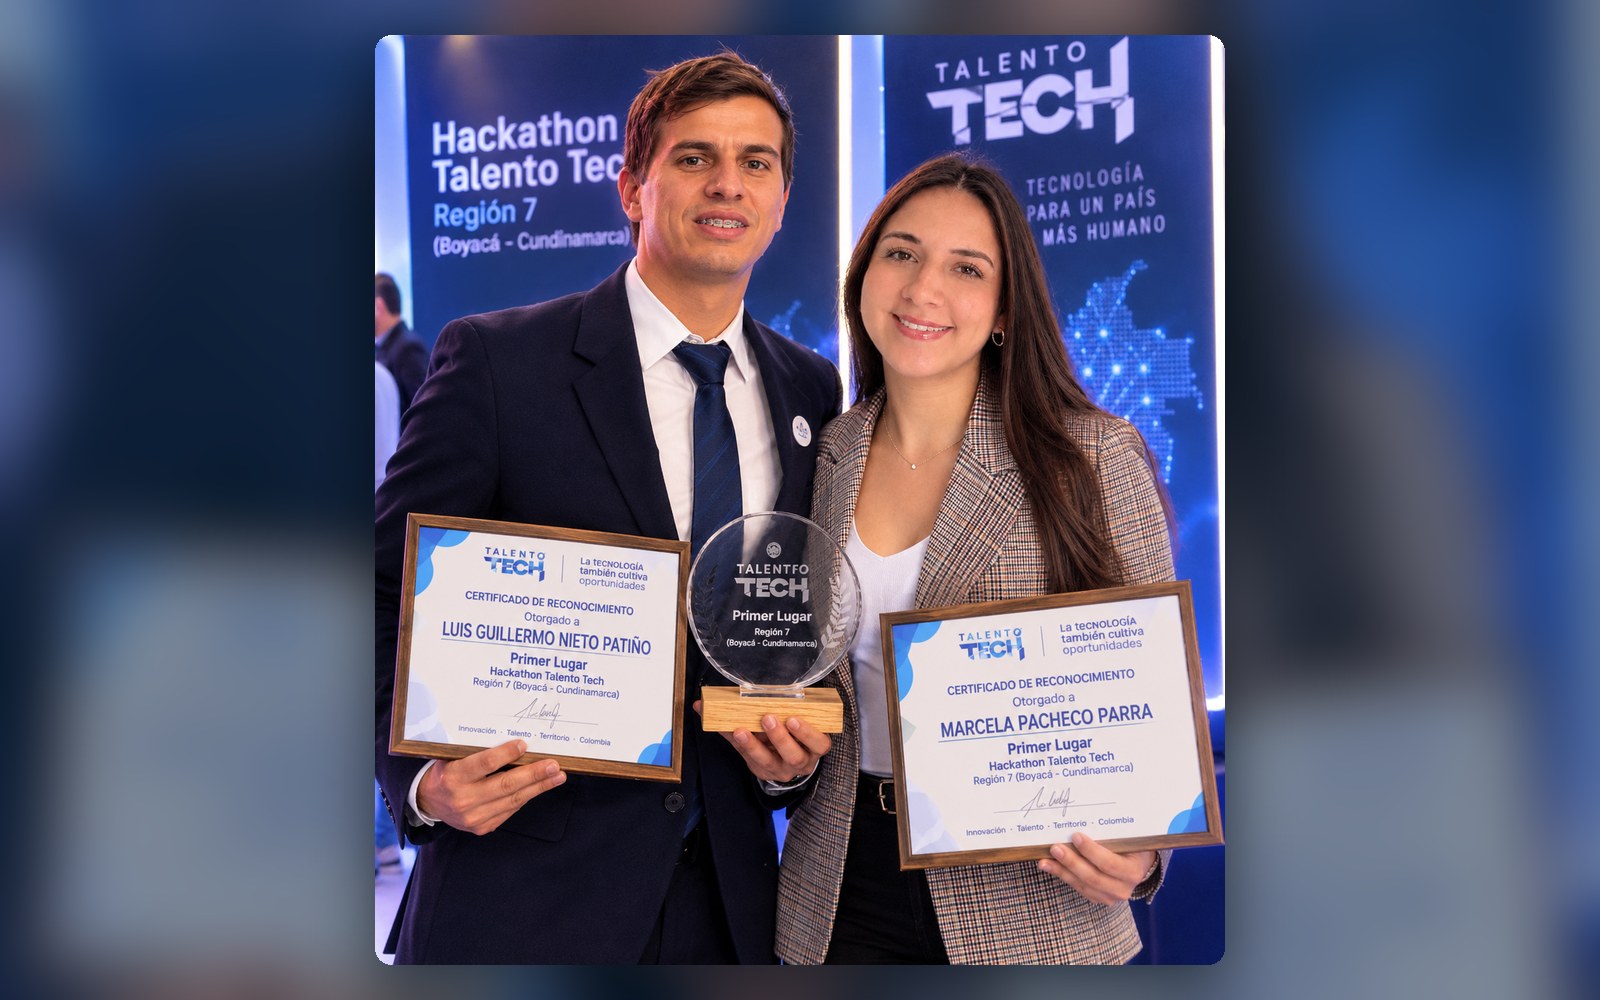 Hackathon
Talento Tec
Región 7
(Boyacá - Cundinamarca)
TALENTO
TECH
TECNOLOGÍA
PARA UN PAÍS
MÁS HUMANO
TALENTO
TECH
La tecnología
también cultiva
oportunidades
CERTIFICADO DE RECONOCIMIENTO
Otorgado a
LUIS GUILLERMO NIETO PATIÑO
Primer Lugar
Hackathon Talento Tech
Región 7 (Boyacá - Cundinamarca)
Innovación · Talento · Territorio · Colombia
TALENTFO
TECH
Primer Lugar
Región 7
(Boyacá - Cundinamarca)
TALENTO
TECH
La tecnología
también cultiva
oportunidades
CERTIFICADO DE RECONOCIMIENTO
Otorgado a
MARCELA PACHECO PARRA
Primer Lugar
Hackathon Talento Tech
Región 7 (Boyacá - Cundinamarca)
Innovación · Talento · Territorio · Colombia